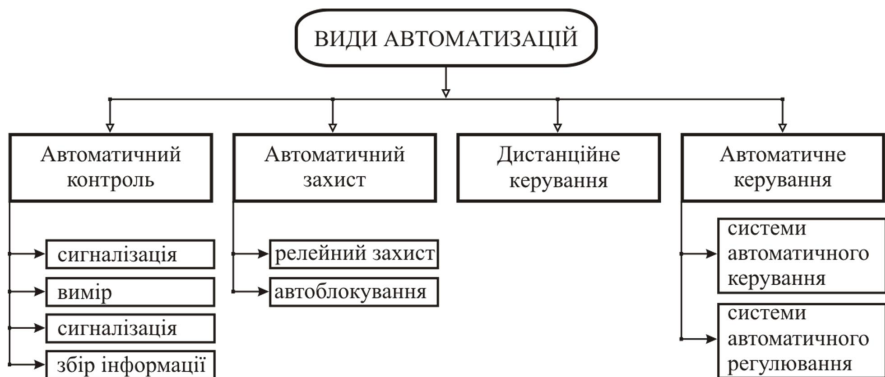 ВИДИ АВТОМАТИЗАЦІЙ
Автоматичний
контроль
сигналізація
вимір
сигналізація
збір інформації
Автоматичний
захист
релейний захист
автоблокування
Дистанційне
керування
Автоматичне
керування
системи
автоматичного
керування
системи
автоматичного
регулювання